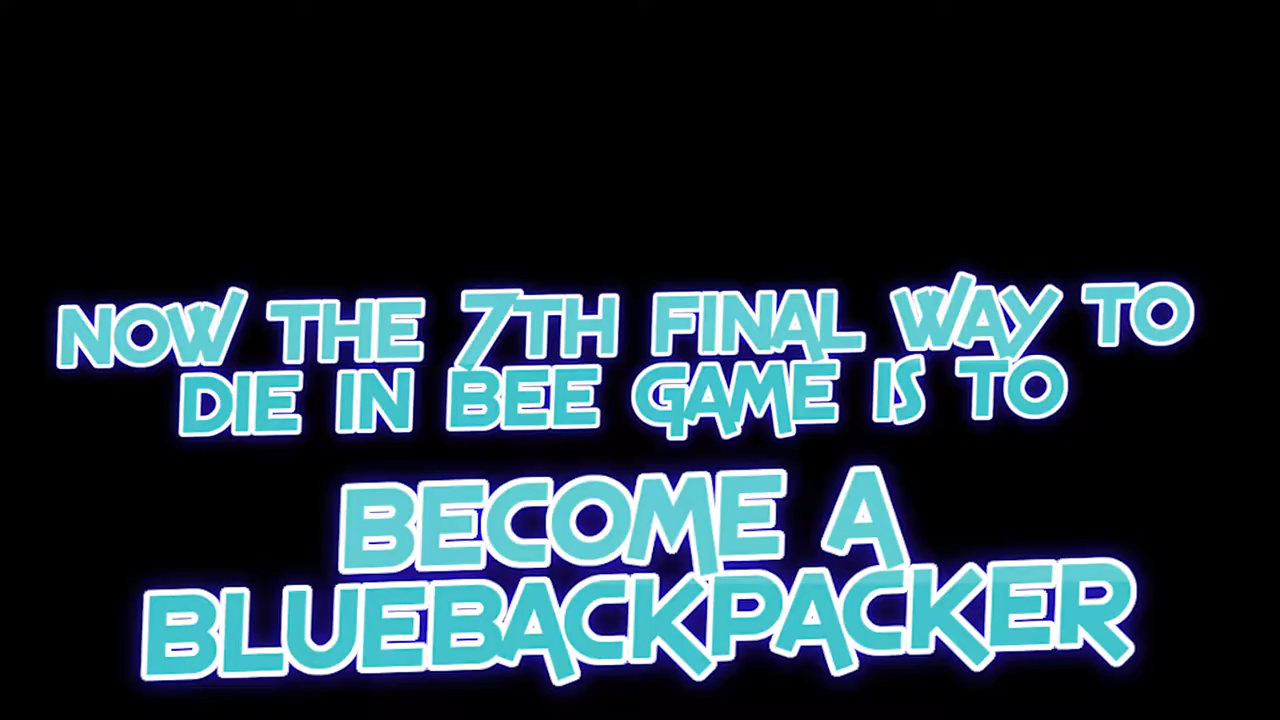 NOW THE 7TH FINAL WAY TO
DIE IN BEE GAME IS TO
BECOME A
BLUEBACKPACKER